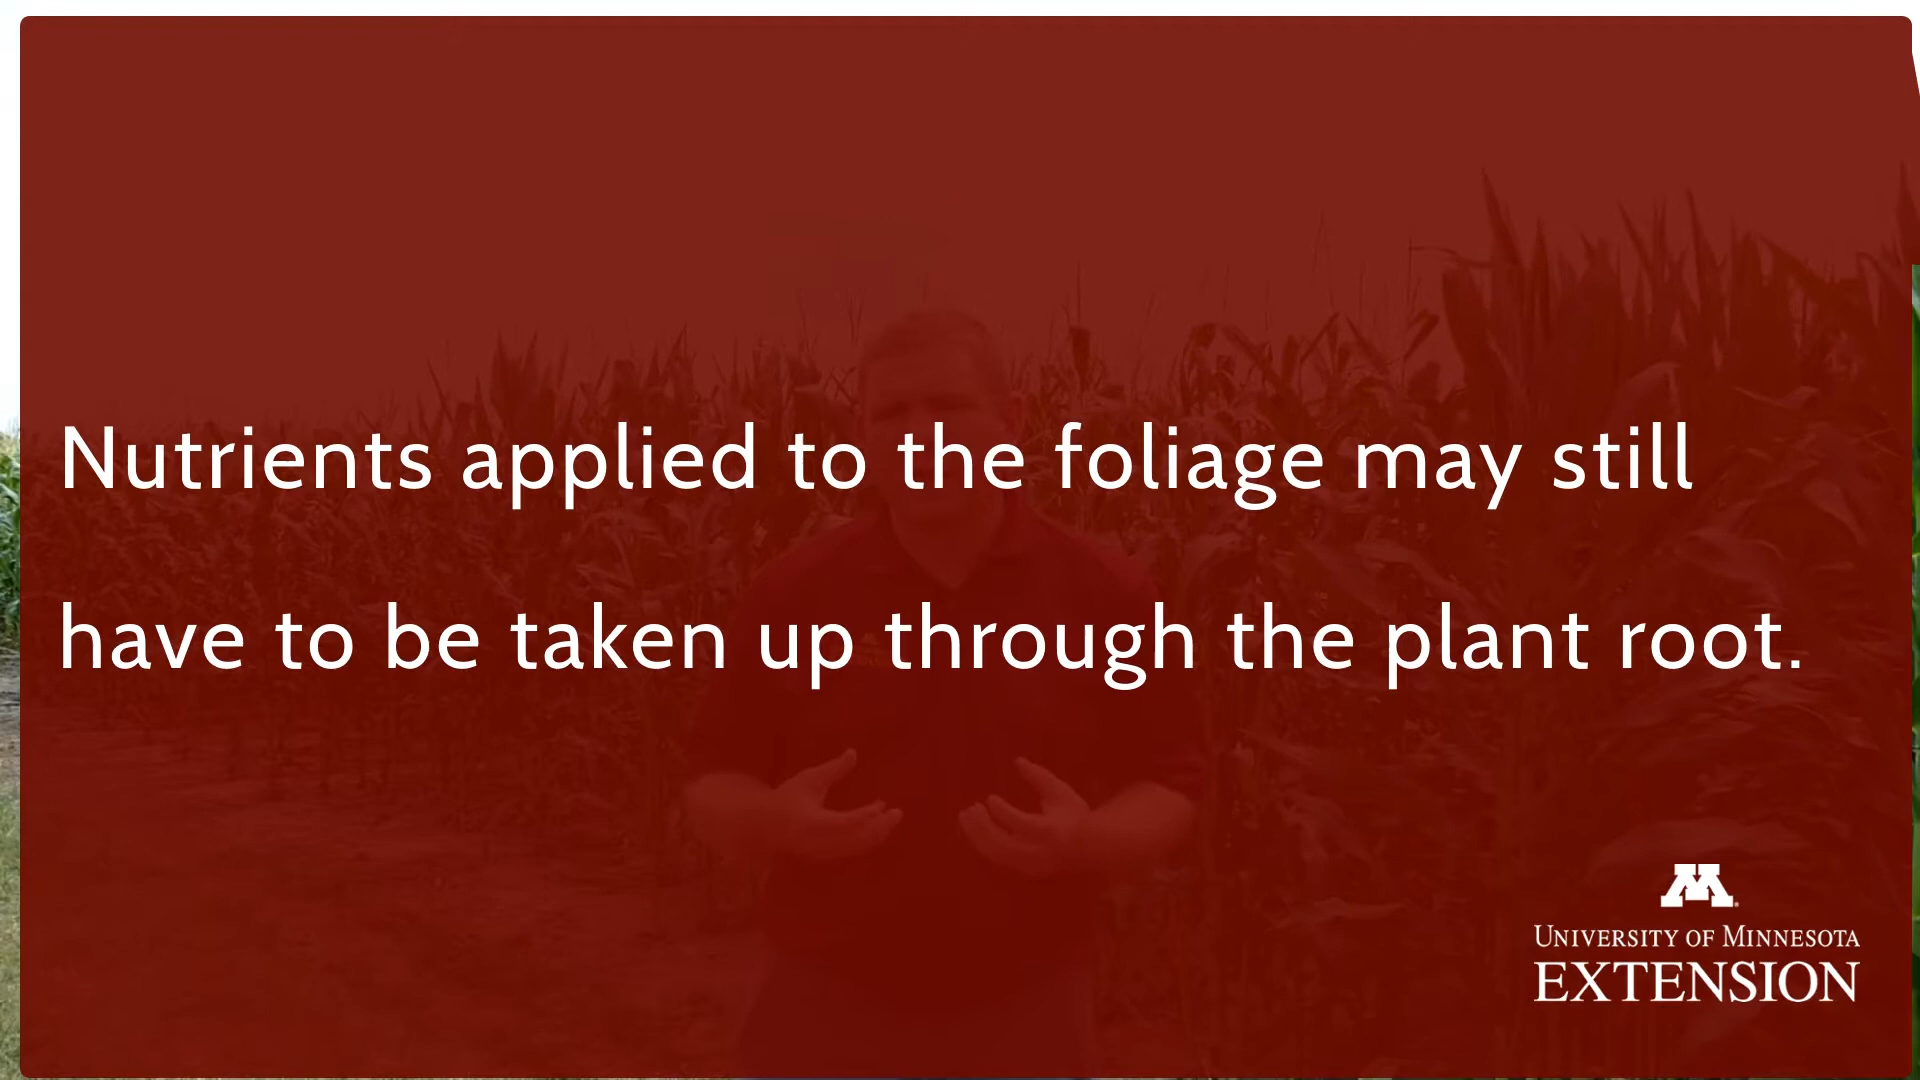 Nutrients applied to the foliage may still
have to be taken up through the plant root.
M
UNIVERSITY OF MINNESOTA
EXTENSION